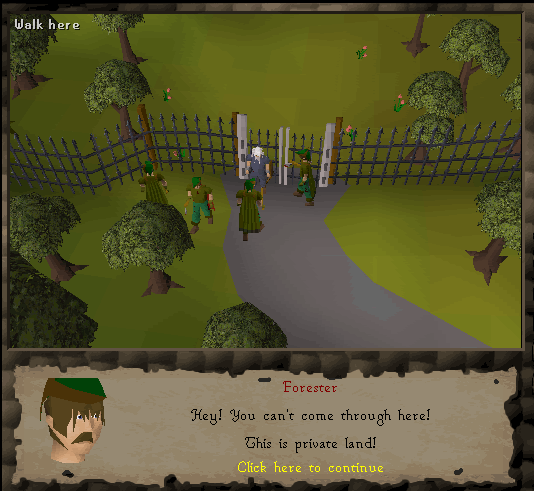 Walk here
Forester
Hey! You can't come through here!
This is private land!
Click here to continue